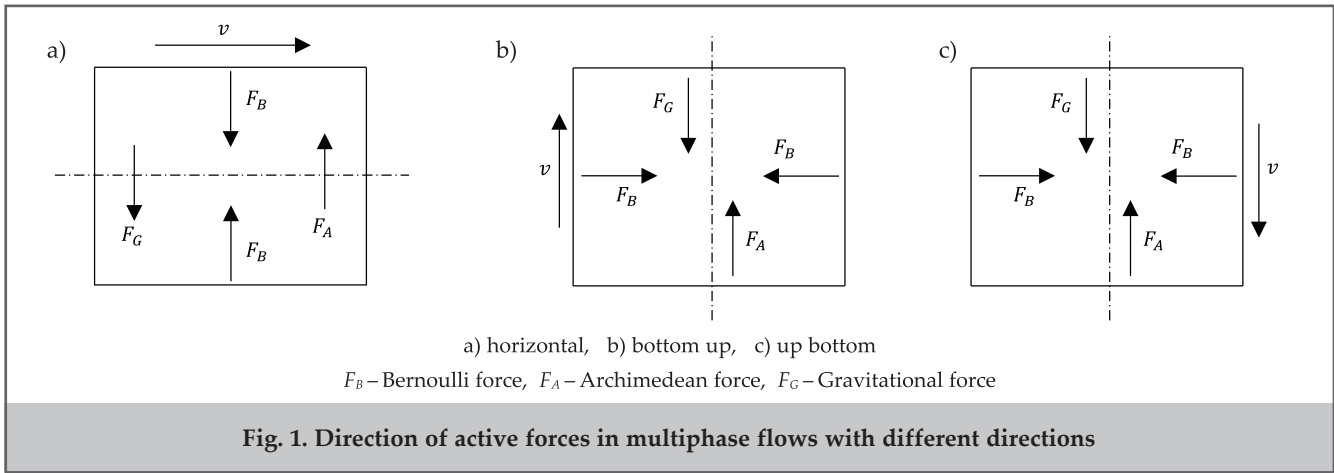 a)
v
F_B
F_G
F_B
F_A
b)
v
F_G
F_B
F_B
F_A
c)
F_G
F_B
F_B
F_A
v
a) horizontal, b) bottom up, c) up bottom
F_B – Bernoulli force, F_A – Archimedean force, F_G – Gravitational force
Fig. 1. Direction of active forces in multiphase flows with different directions